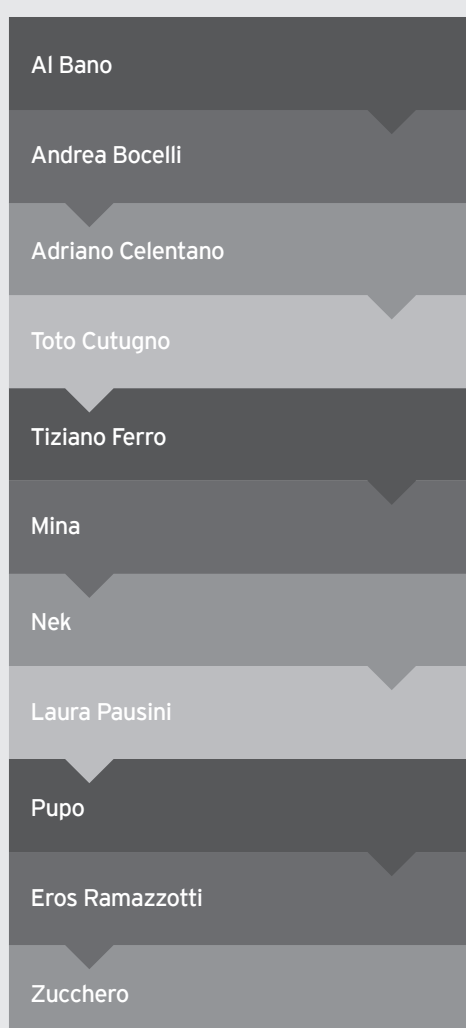 Al Bano
Andrea Bocelli
Adriano Celentano
Toto Cutugno
Tiziano Ferro
Mina
Nek
Laura Pausini
Pupo
Eros Ramazzotti
Zucchero